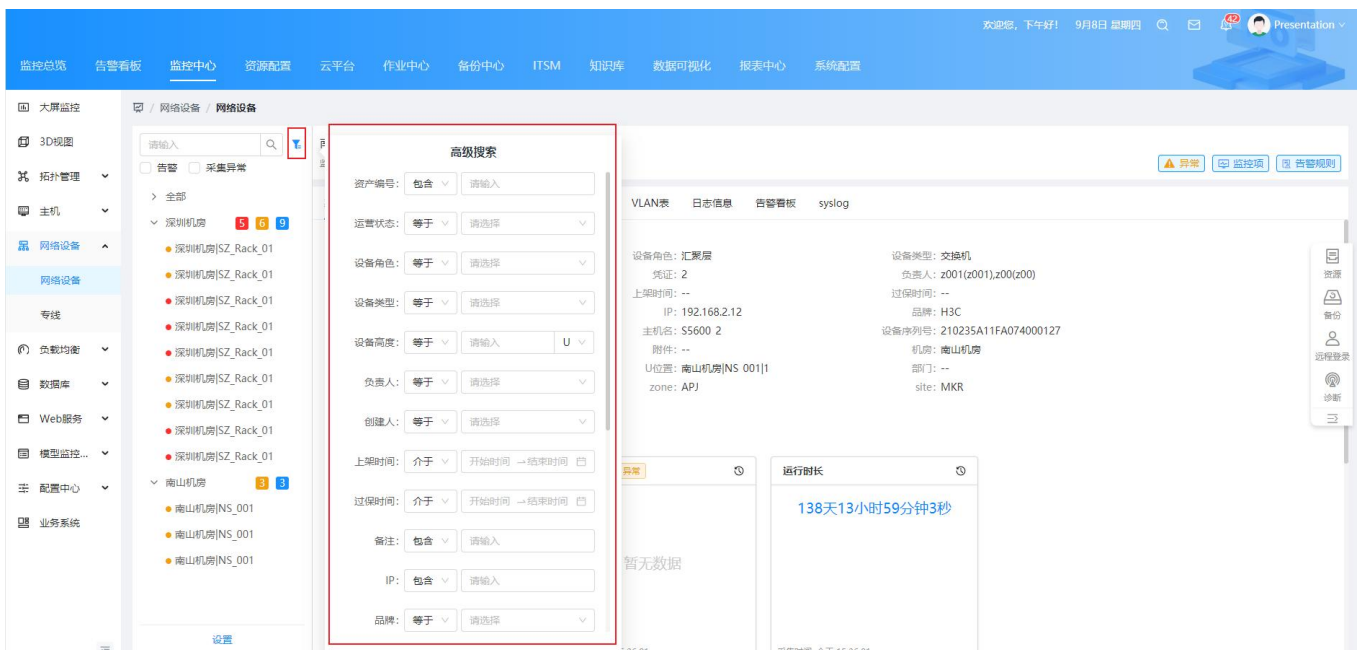 欢迎您，下午好！ 9月8日 星期四 42 Presentation
监控总览 告警看板 监控中心 资源配置 云平台 作业中心 备份中心 ITSM 知识库 数据可视化 报表中心 系统配置
大屏监控
3D视图
拓扑管理
主机
网络设备
网络设备
专线
负载均衡
数据库
Web服务
模型监控...
配置中心
业务系统
/ 网络设备 / 网络设备
请输入
告警 采集异常
全部
深圳机房 5 6 9
深圳机房|SZ_Rack_01
深圳机房|SZ_Rack_01
深圳机房|SZ_Rack_01
深圳机房|SZ_Rack_01
深圳机房|SZ_Rack_01
深圳机房|SZ_Rack_01
深圳机房|SZ_Rack_01
深圳机房|SZ_Rack_01
深圳机房|SZ_Rack_01
南山机房 3 3
南山机房|NS_001
南山机房|NS_001
南山机房|NS_001
设置
高级搜索
资产编号: 包含 请输入
运营状态: 等于 请选择
设备角色: 等于 请选择
设备类型: 等于 请选择
设备高度: 等于 请输入 U
负责人: 等于 请选择
创建人: 等于 请选择
上架时间: 介于 开始时间 → 结束时间
过保时间: 介于 开始时间 → 结束时间
备注: 包含 请输入
IP: 包含 请输入
品牌: 等于 请选择
异常 监控项 告警规则
VLAN表 日志信息 告警看板 syslog
设备角色: 汇聚层 设备类型: 交换机
凭证: 2 负责人: z001(z001),z00(z00)
上架时间: -- 过保时间: --
IP: 192.168.2.12 品牌: H3C
主机名: S5600 2 设备序列号: 210235A11FA074000127
附件: -- 机房: 南山机房
U位置: 南山机房|NS 001|1 部门: --
zone: APJ site: MKR
异常
暂无数据
运行时长
138天13小时59分钟3秒
资源
备份
远程登录
诊断